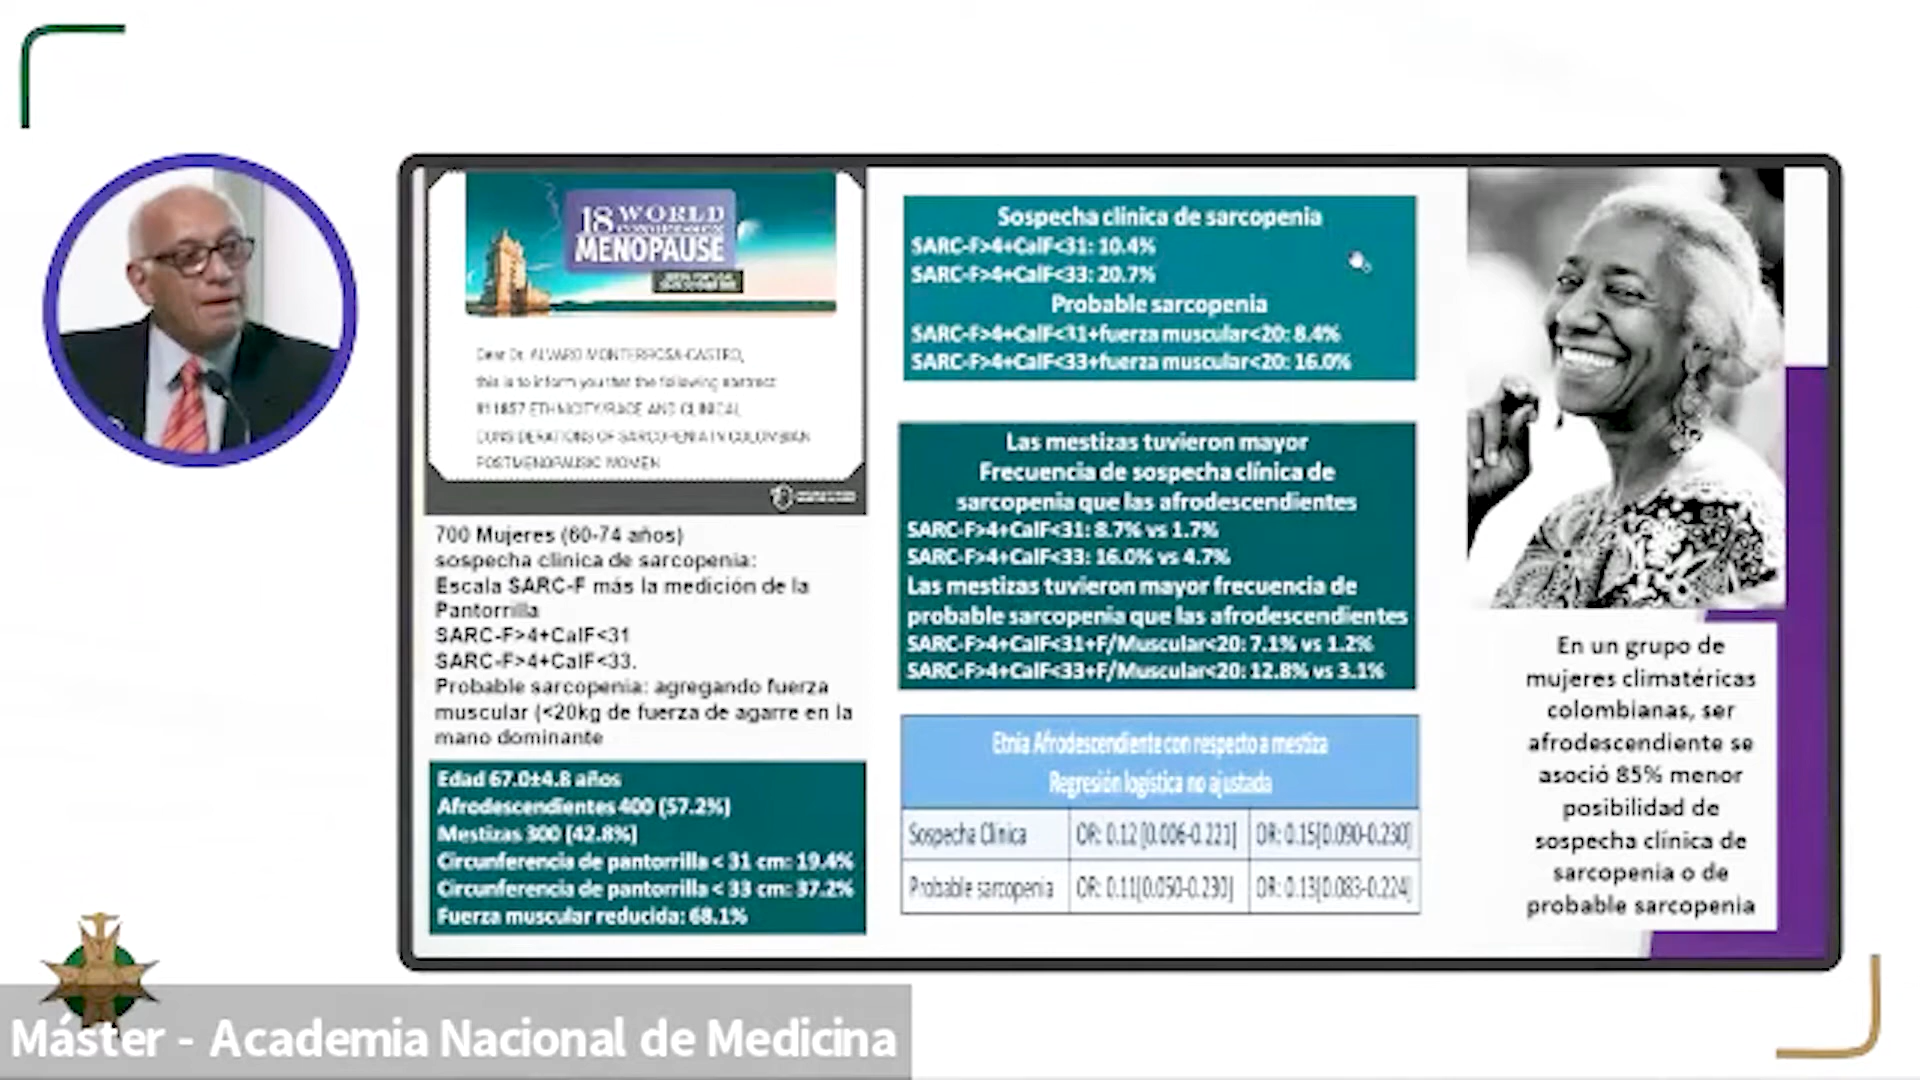 18 WORLD
CONGRESS ON
MENOPAUSE
Dear Dr. ALVARO MONTERROSA-CASTRO,
this is to inform you that the following abstract
911857 ETHNICITY/RACE AND CLINICAL
CONSIDERATIONS OF SARCOPENIA IN COLOMBIAN
POSTMENOPAUSIC WOMEN
700 Mujeres (60-74 años)
sospecha clinica de sarcopenia:
Escala SARC-F más la medición de la
Pantorrilla
SARC-F>4+CalF<31
SARC-F>4+CalF<33.
Probable sarcopenia: agregando fuerza
muscular (<20kg de fuerza de agarre en la
mano dominante
Edad 67.0±4.8 años
Afrodescendientes 400 (57.2%)
Mestizas 300 (42.8%)
Circunferencia de pantorrilla < 31 cm: 19.4%
Circunferencia de pantorrilla < 33 cm: 37.2%
Fuerza muscular reducida: 68.1%
Sospecha clinica de sarcopenia
SARC-F>4+CalF<31: 10.4%
SARC-F>4+CalF<33: 20.7%
Probable sarcopenia
SARC-F>4+CalF<31+fuerza muscular<20: 8.4%
SARC-F>4+CalF<33+fuerza muscular<20: 16.0%
Las mestizas tuvieron mayor
Frecuencia de sospecha clínica de
sarcopenia que las afrodescendientes
SARC-F>4+CalF<31: 8.7% vs 1.7%
SARC-F>4+CalF<33: 16.0% vs 4.7%
Las mestizas tuvieron mayor frecuencia de
probable sarcopenia que las afrodescendientes
SARC-F>4+CalF<31+F/Muscular<20: 7.1% vs 1.2%
SARC-F>4+CalF<33+F/Muscular<20: 12.8% vs 3.1%
Etnia Afrodescendiente con respecto a mestiza
Regresión logística no ajustada
Sospecha Clínica OR: 0.12 [0.006-0.221] OR: 0.15[0.090-0.230]
Probable sarcopenia OR: 0.11[0.050-0.230] OR: 0.13[0.083-0.224]
En un grupo de
mujeres climatéricas
colombianas, ser
afrodescendiente se
asoció 85% menor
posibilidad de
sospecha clínica de
sarcopenia o de
probable sarcopenia
Máster - Academia Nacional de Medicina